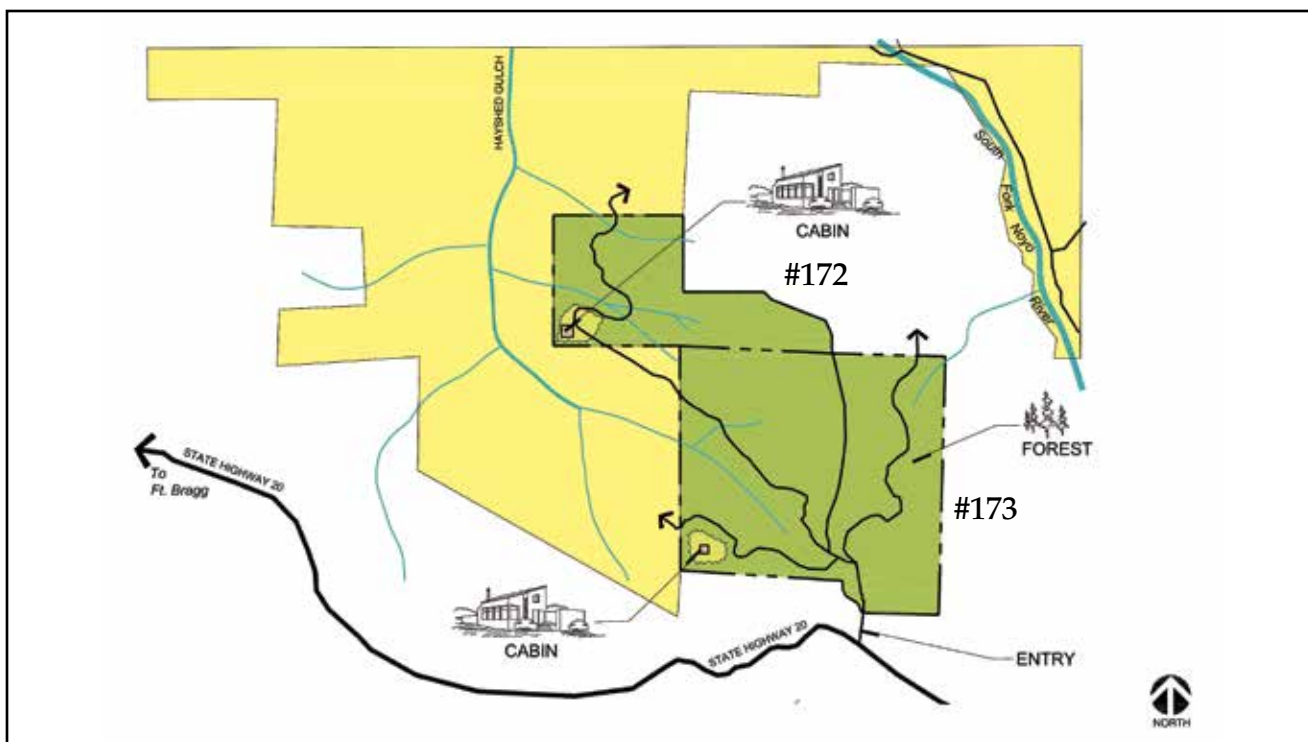 HAYSHED GULCH
South Fork Noyo River
CABIN
#172
FOREST
#173
STATE HIGHWAY 20
To
Ft. Bragg
CABIN
STATE HIGHWAY 20
ENTRY
NORTH